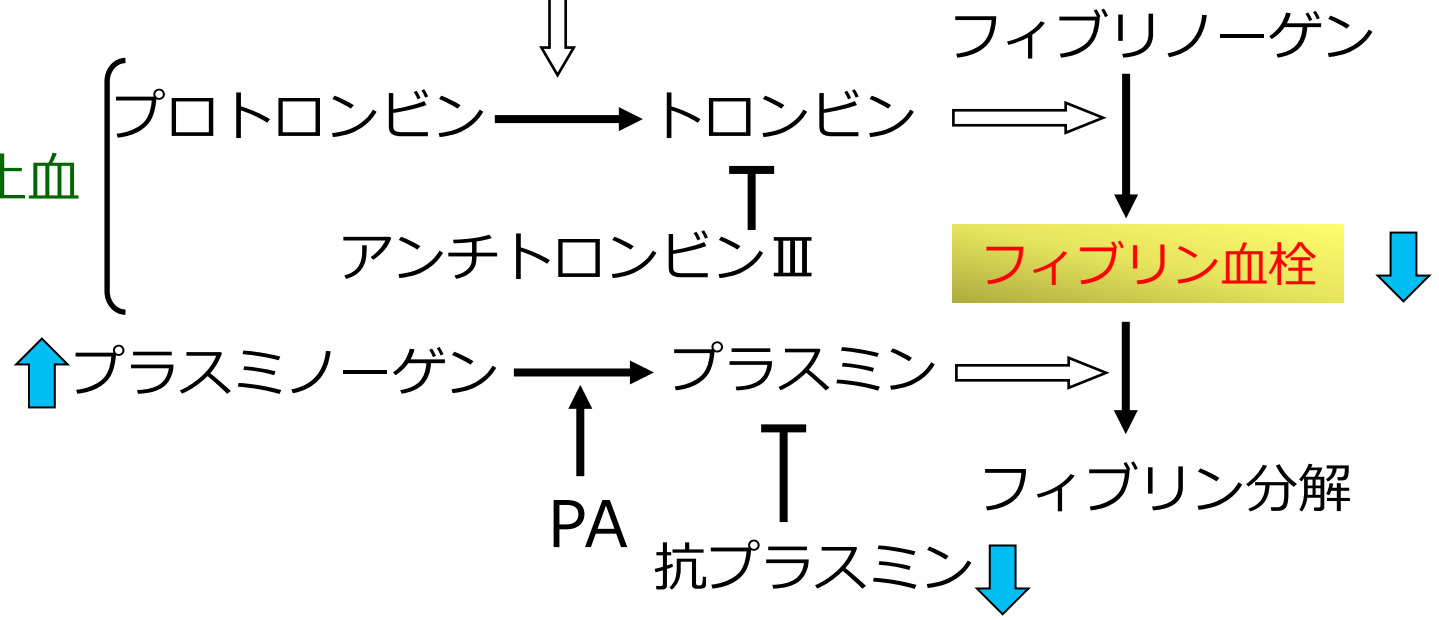 フィブリノーゲン
プロトロンビン
トロンビン
血
アンチトロンビンⅢ
フィブリン血栓
プラスミノーゲン
プラスミン
フィブリン分解
PA
抗プラスミン